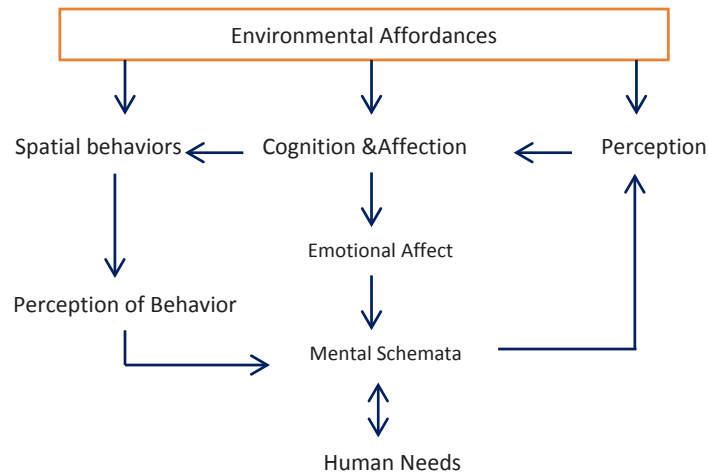 Environmental Affordances
Spatial behaviors
Cognition &Affection
Perception
Emotional Affect
Perception of Behavior
Mental Schemata
Human Needs